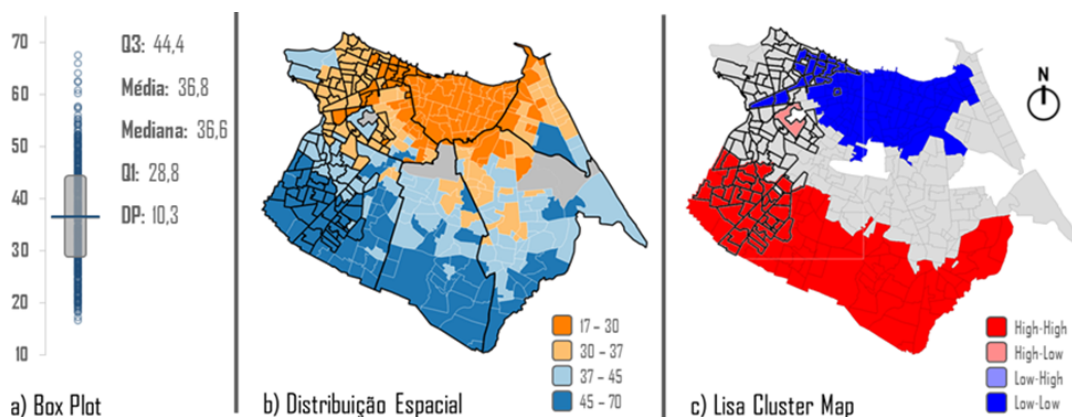 70
60
50
40
30
20
10
Q3: 44,4
Média: 36,8
Mediana: 36,6
Q1: 28,8
DP: 10,3
a) Box Plot
17 – 30
30 – 37
37 – 45
45 – 70
b) Distribuição Espacial
N
High-High
High-Low
Low-High
Low-Low
c) Lisa Cluster Map